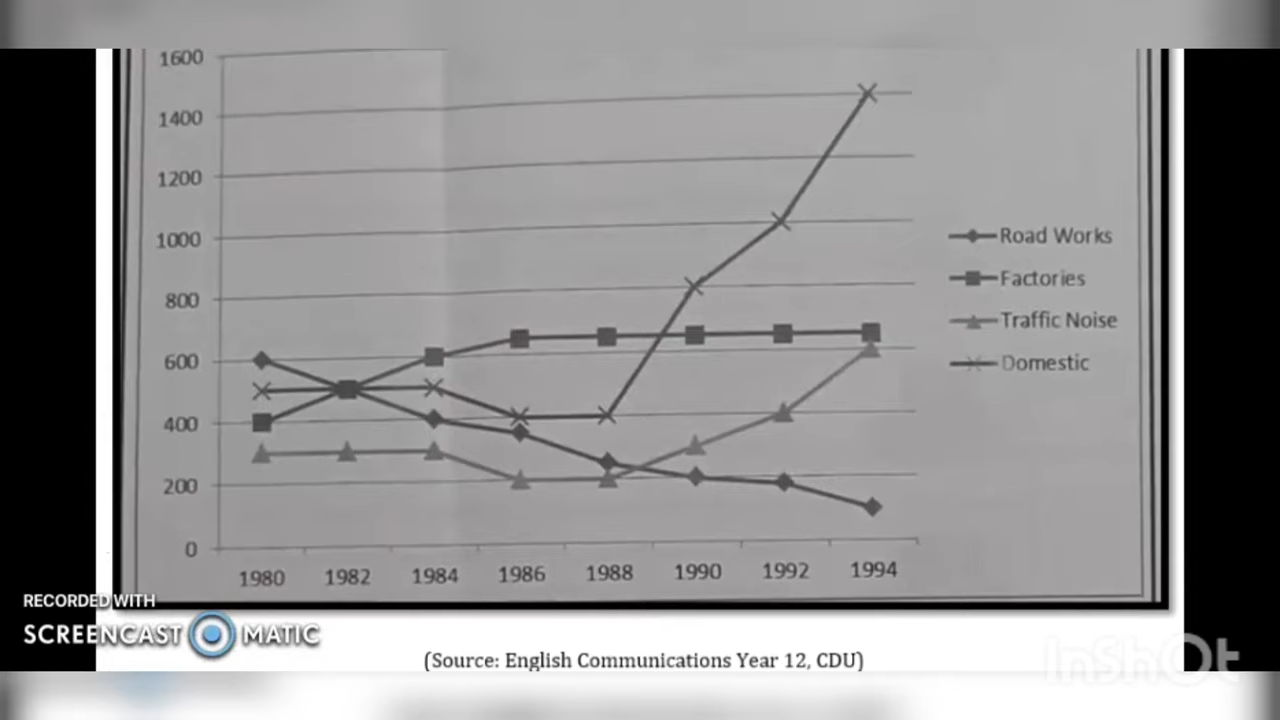 1600
1400
1200
1000
800
600
400
200
0
1980 1982 1984 1986 1988 1990 1992 1994
Road Works
Factories
Traffic Noise
Domestic
RECORDED WITH
SCREENCAST MATIC
(Source: English Communications Year 12, CDU)
InShOt